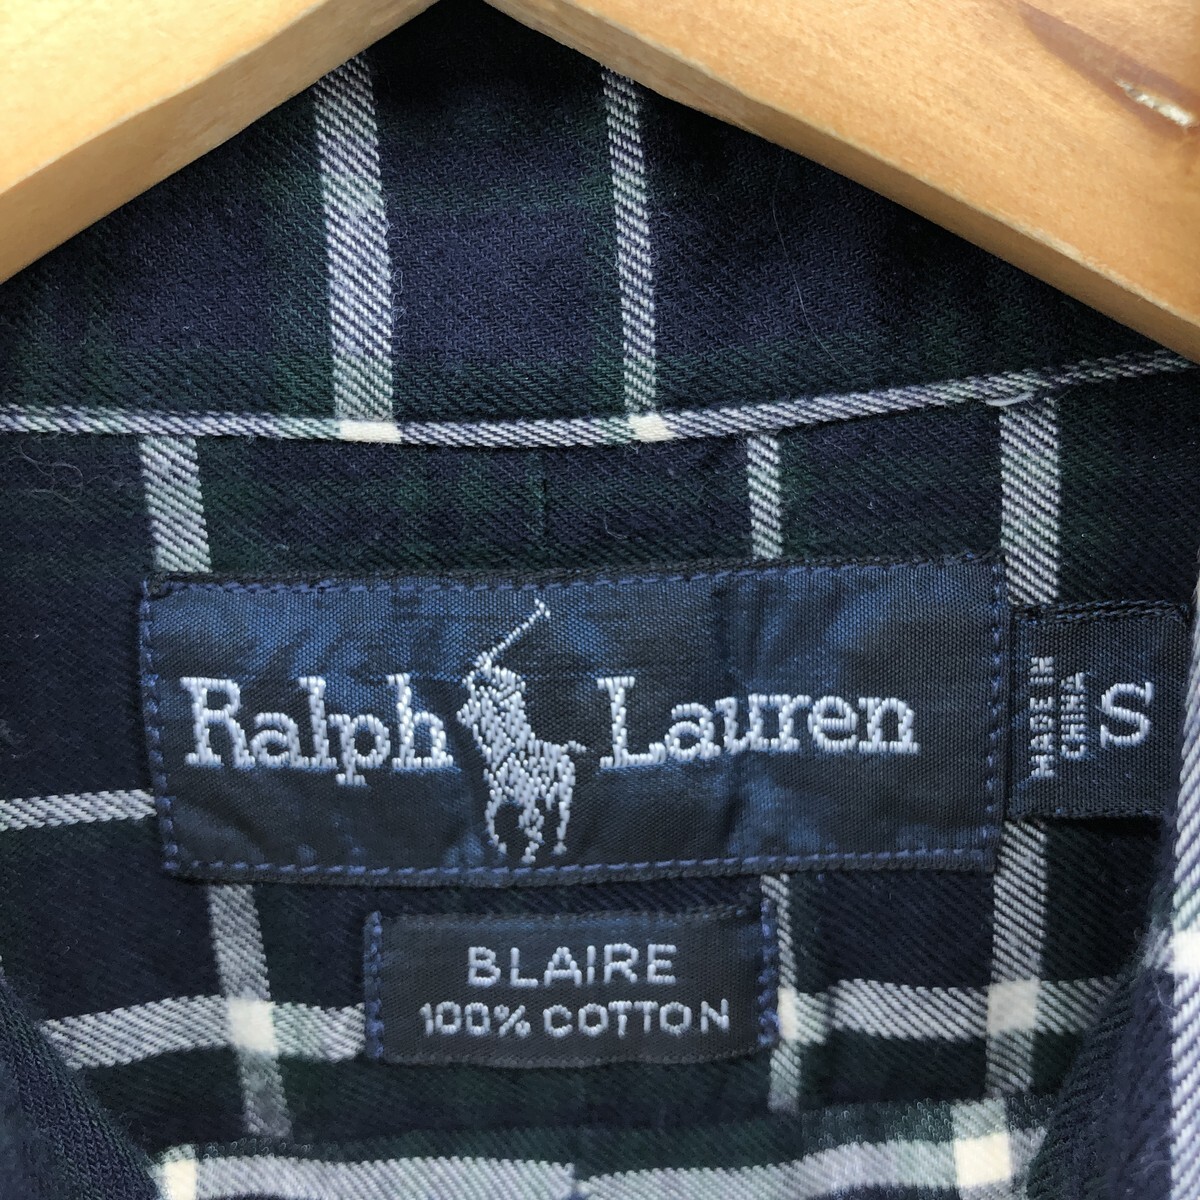 Ralph Lauren
MADE IN
CHINA
S
BLAIRE
100% COTTON